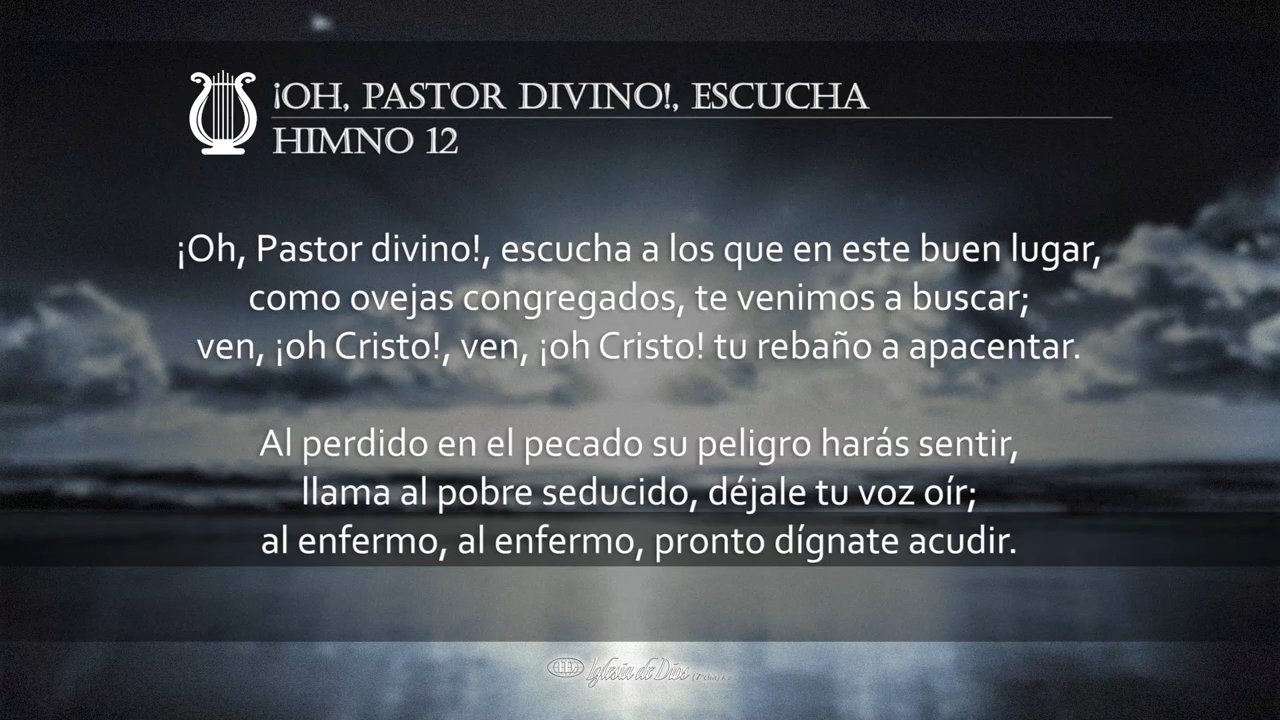 ¡OH, PASTOR DIVINO!, ESCUCHA
HIMNO 12
¡Oh, Pastor divino!, escucha a los que en este buen lugar,
como ovejas congregados, te venimos a buscar;
ven, ¡oh Cristo!, ven, ¡oh Cristo! tu rebaño a apacentar.
Al perdido en el pecado su peligro harás sentir,
llama al pobre seducido, déjale tu voz oír;
al enfermo, al enfermo, pronto dígnate acudir.
Iglesia de Dios